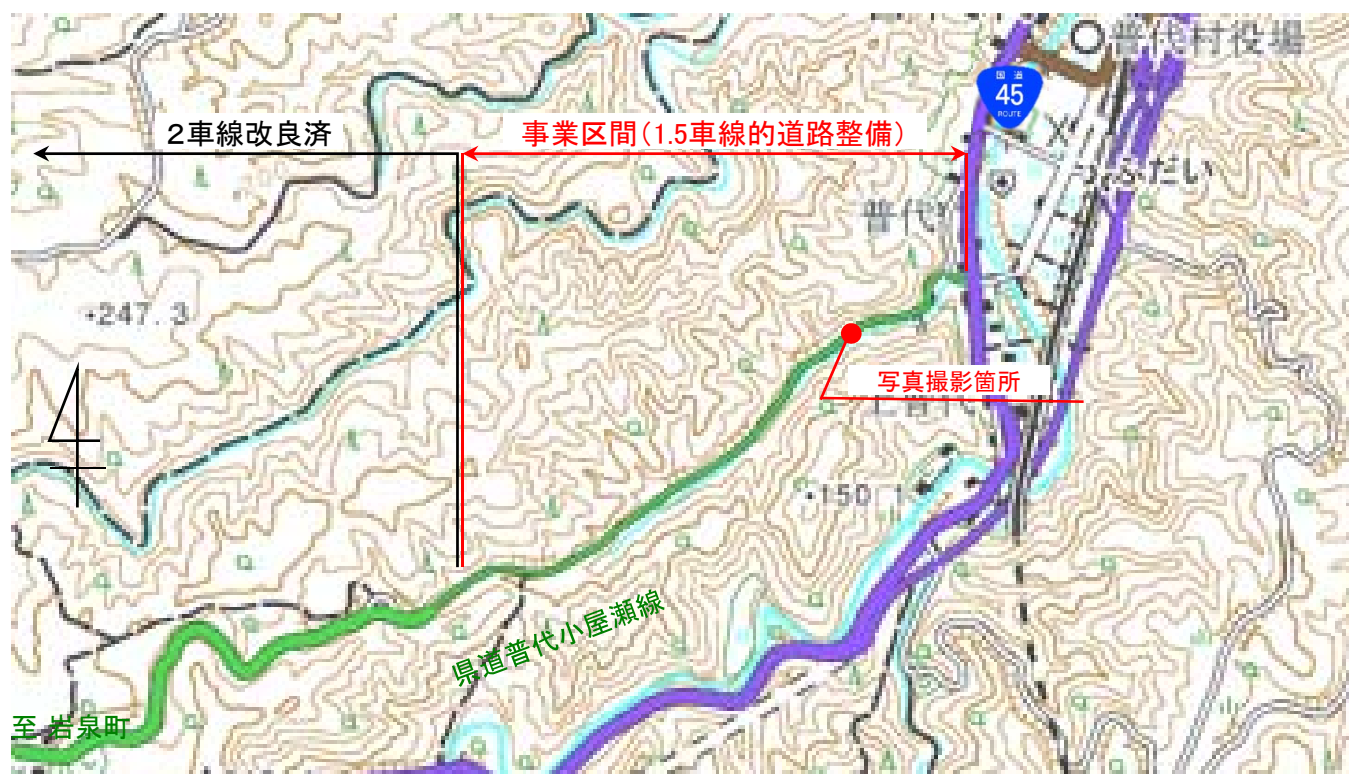 普代村役場
国道
45
ROUTE
2車線改良済
事業区間(1.5車線的道路整備)
ふだい
普代
・247.3
写真撮影箇所
・150.1
県道普代小屋瀬線
至 岩泉町